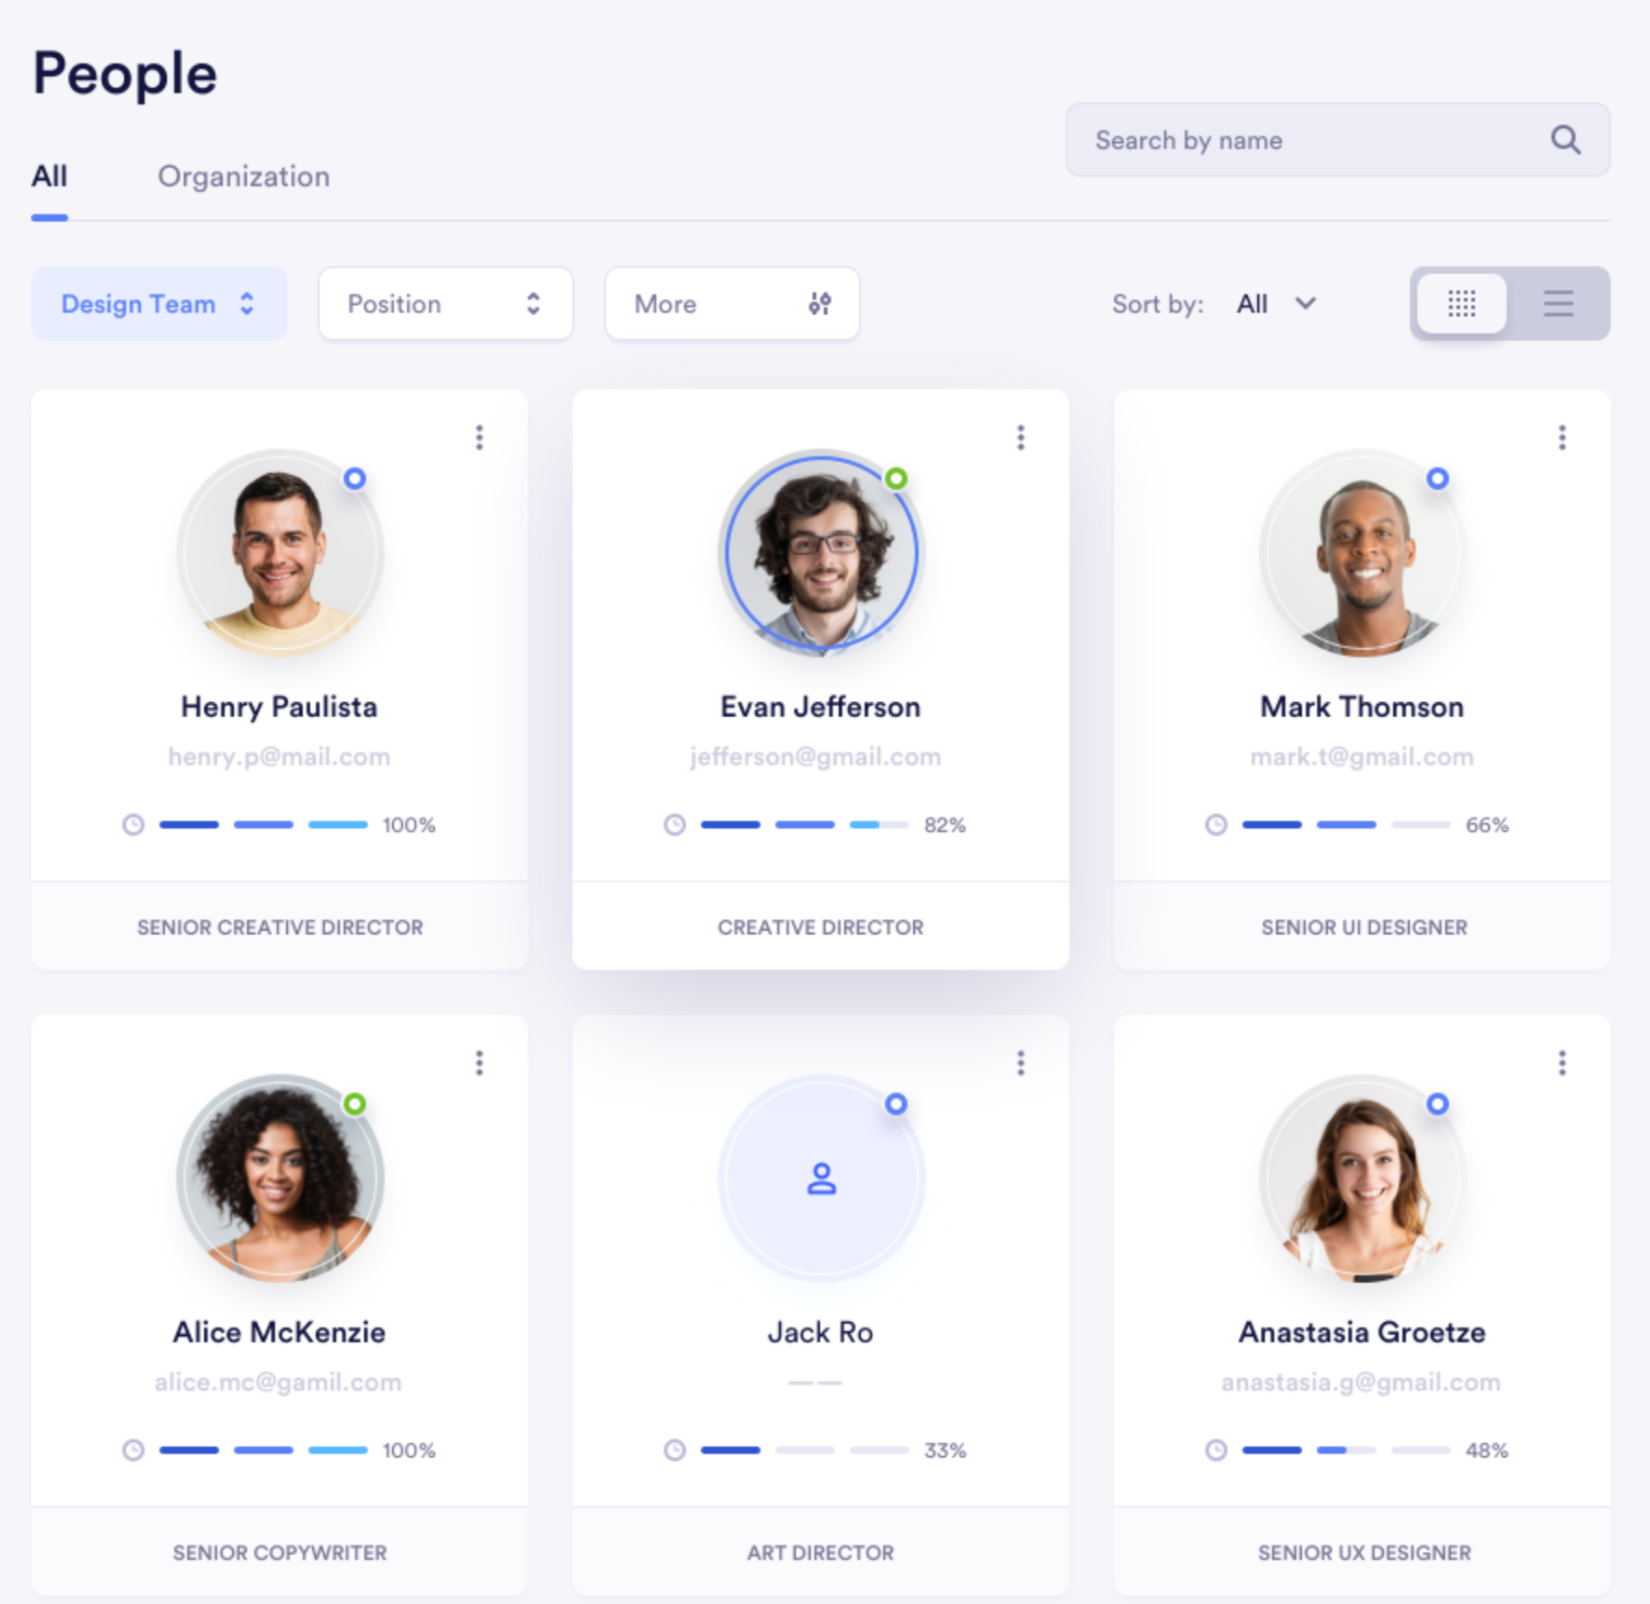 People
Search by name
All
Organization
Design Team
Position
More
Sort by: All
Henry Paulista
henry.p@mail.com
100%
SENIOR CREATIVE DIRECTOR
Evan Jefferson
jefferson@gmail.com
82%
CREATIVE DIRECTOR
Mark Thomson
mark.t@gmail.com
66%
SENIOR UI DESIGNER
Alice McKenzie
alice.mc@gamil.com
100%
SENIOR COPYWRITER
Jack Ro
——
33%
ART DIRECTOR
Anastasia Groetze
anastasia.g@gmail.com
48%
SENIOR UX DESIGNER